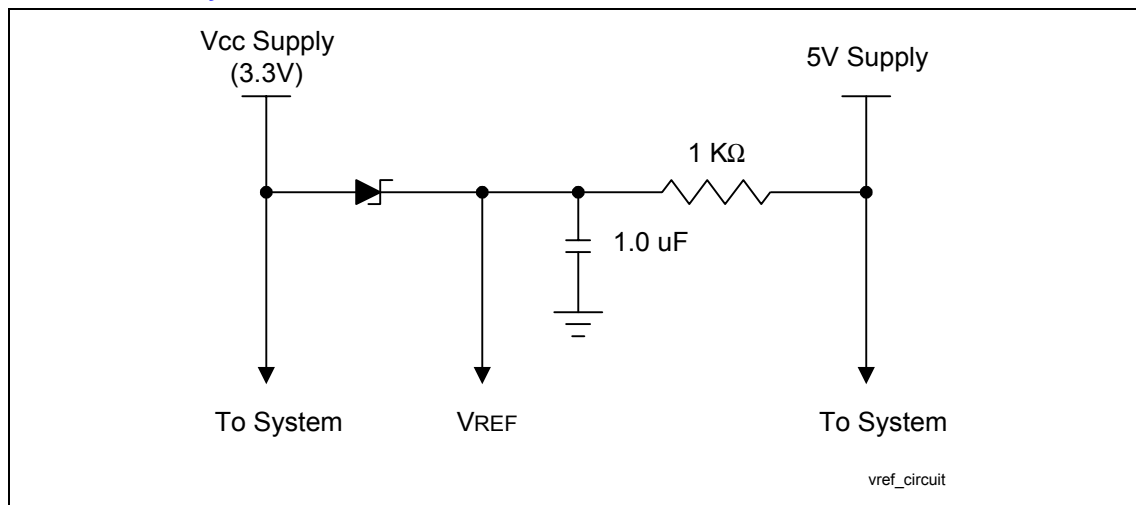 Vcc Supply
(3.3V)
5V Supply
1 KΩ
1.0 uF
To System
VREF
To System
vref_circuit